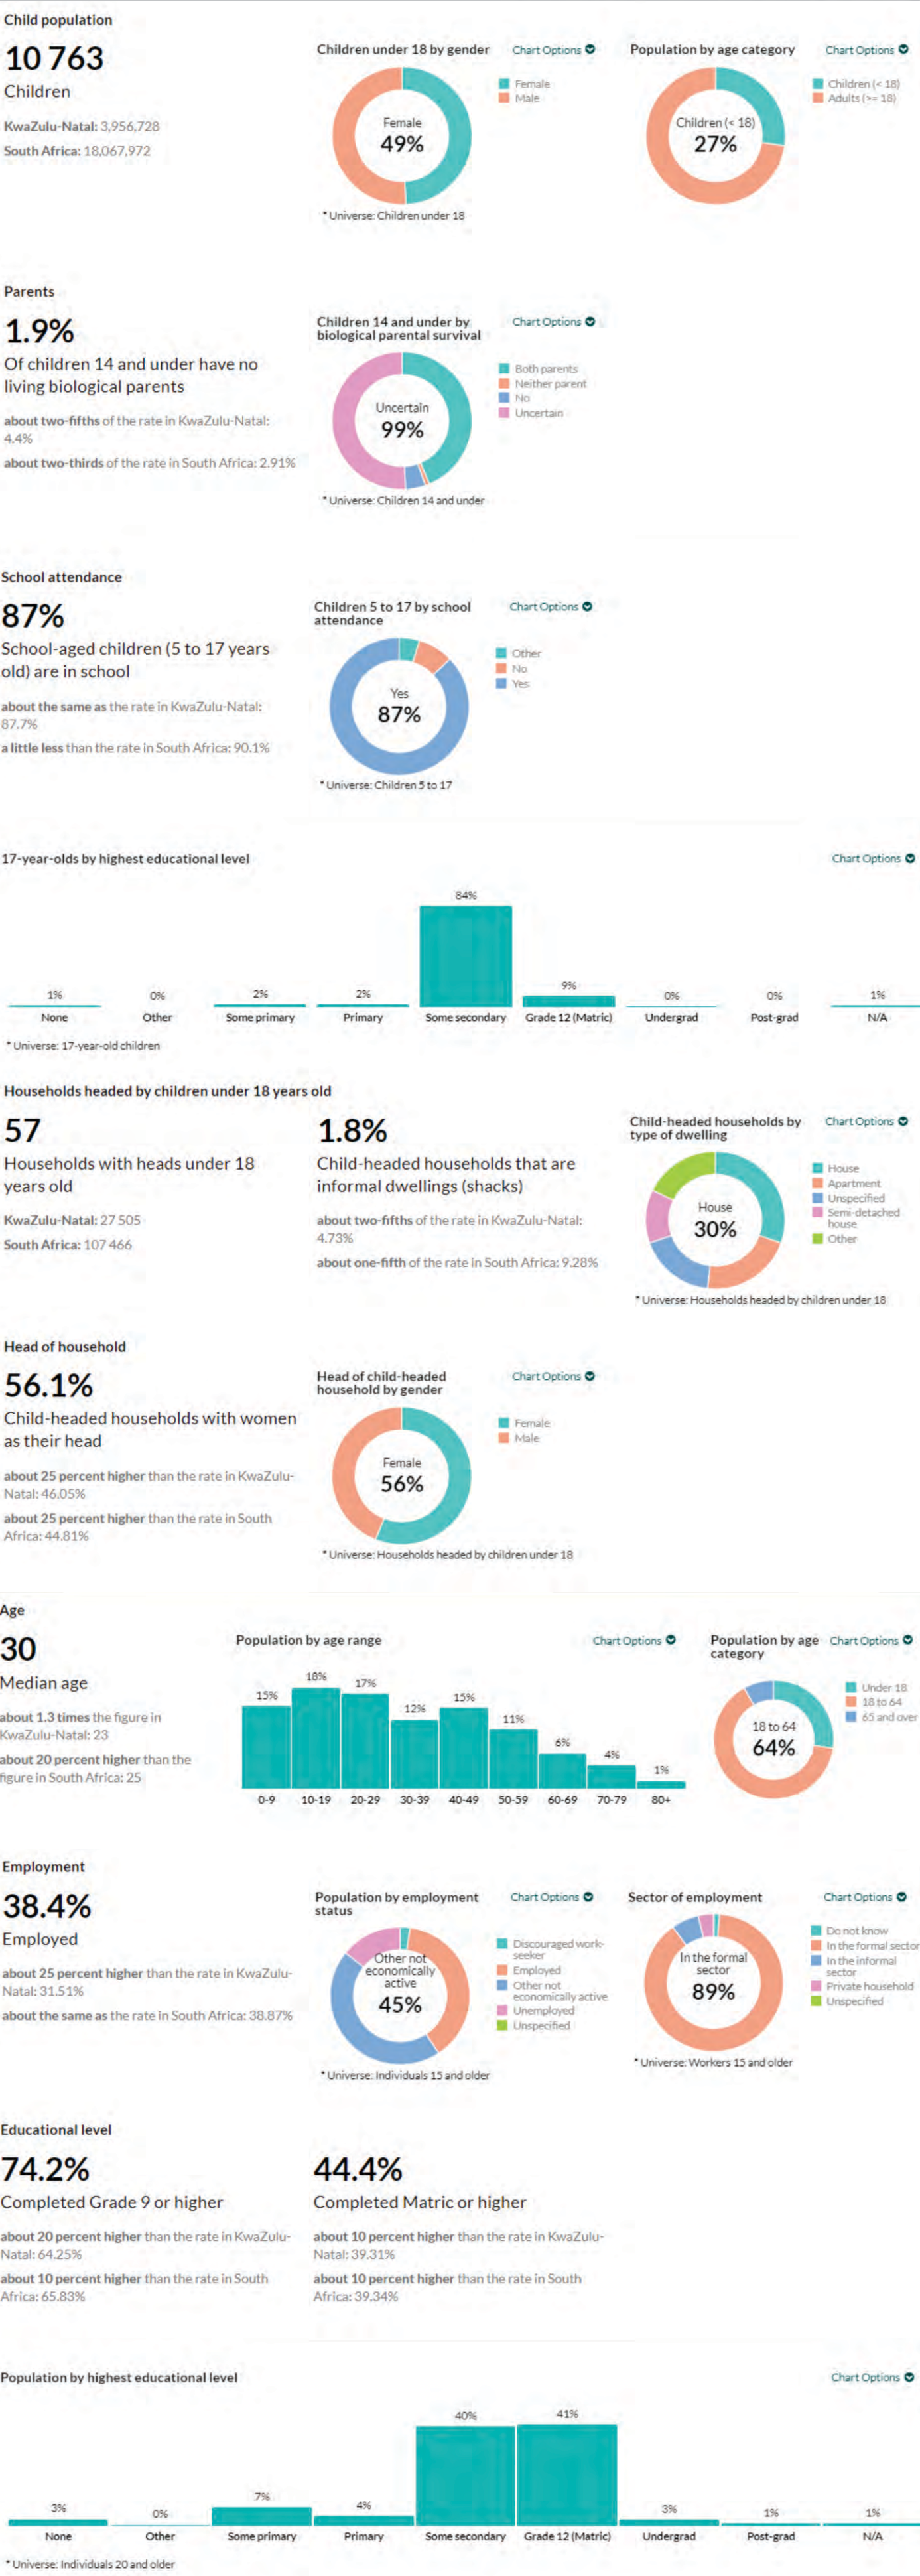 Child population
10 763
Children
KwaZulu-Natal: 3,956,728
South Africa: 18,067,972
Children under 18 by gender
Chart Options
Female
49%
Female
Male
* Universe: Children under 18
Population by age category
Chart Options
Children (< 18)
27%
Children (< 18)
Adults (>= 18)
Parents
1.9%
Of children 14 and under have no
living biological parents
about two-fifths of the rate in KwaZulu-Natal:
4.4%
about two-thirds of the rate in South Africa: 2.91%
Children 14 and under by
biological parental survival
Chart Options
Uncertain
99%
Both parents
Neither parent
No
Uncertain
* Universe: Children 14 and under
School attendance
87%
School-aged children (5 to 17 years
old) are in school
about the same as the rate in KwaZulu-Natal:
87.7%
a little less than the rate in South Africa: 90.1%
Children 5 to 17 by school
attendance
Chart Options
Yes
87%
Other
No
Yes
* Universe: Children 5 to 17
17-year-olds by highest educational level
Chart Options
1%
0%
2%
2%
84%
9%
0%
0%
1%
None
Other
Some primary
Primary
Some secondary
Grade 12 (Matric)
Undergrad
Post-grad
N/A
* Universe: 17-year-old children
Households headed by children under 18 years old
57
Households with heads under 18
years old
KwaZulu-Natal: 27 505
South Africa: 107 466
1.8%
Child-headed households that are
informal dwellings (shacks)
about two-fifths of the rate in KwaZulu-Natal:
4.73%
about one-fifth of the rate in South Africa: 9.28%
Child-headed households by
type of dwelling
Chart Options
House
30%
House
Apartment
Unspecified
Semi-detached
house
Other
* Universe: Households headed by children under 18
Head of household
56.1%
Child-headed households with women
as their head
about 25 percent higher than the rate in KwaZulu-
Natal: 46.05%
about 25 percent higher than the rate in South
Africa: 44.81%
Head of child-headed
household by gender
Chart Options
Female
56%
Female
Male
* Universe: Households headed by children under 18
Age
30
Median age
about 1.3 times the figure in
KwaZulu-Natal: 23
about 20 percent higher than the
figure in South Africa: 25
Population by age range
Chart Options
15%
18%
17%
12%
15%
11%
6%
4%
1%
0-9
10-19
20-29
30-39
40-49
50-59
60-69
70-79
80+
Population by age
category
Chart Options
18 to 64
64%
Under 18
18 to 64
65 and over
Employment
38.4%
Employed
about 25 percent higher than the rate in KwaZulu-
Natal: 31.51%
about the same as the rate in South Africa: 38.87%
Population by employment
status
Chart Options
Other not
economically
active
45%
Discouraged work-
seeker
Employed
Other not
economically active
Unemployed
Unspecified
* Universe: Individuals 15 and older
Sector of employment
Chart Options
In the formal
sector
89%
Do not know
In the formal sector
In the informal
sector
Private household
Unspecified
* Universe: Workers 15 and older
Educational level
74.2%
Completed Grade 9 or higher
about 20 percent higher than the rate in KwaZulu-
Natal: 64.25%
about 10 percent higher than the rate in South
Africa: 65.83%
44.4%
Completed Matric or higher
about 10 percent higher than the rate in KwaZulu-
Natal: 39.31%
about 10 percent higher than the rate in South
Africa: 39.34%
Population by highest educational level
Chart Options
3%
0%
7%
4%
40%
41%
3%
1%
1%
None
Other
Some primary
Primary
Some secondary
Grade 12 (Matric)
Undergrad
Post-grad
N/A
* Universe: Individuals 20 and older